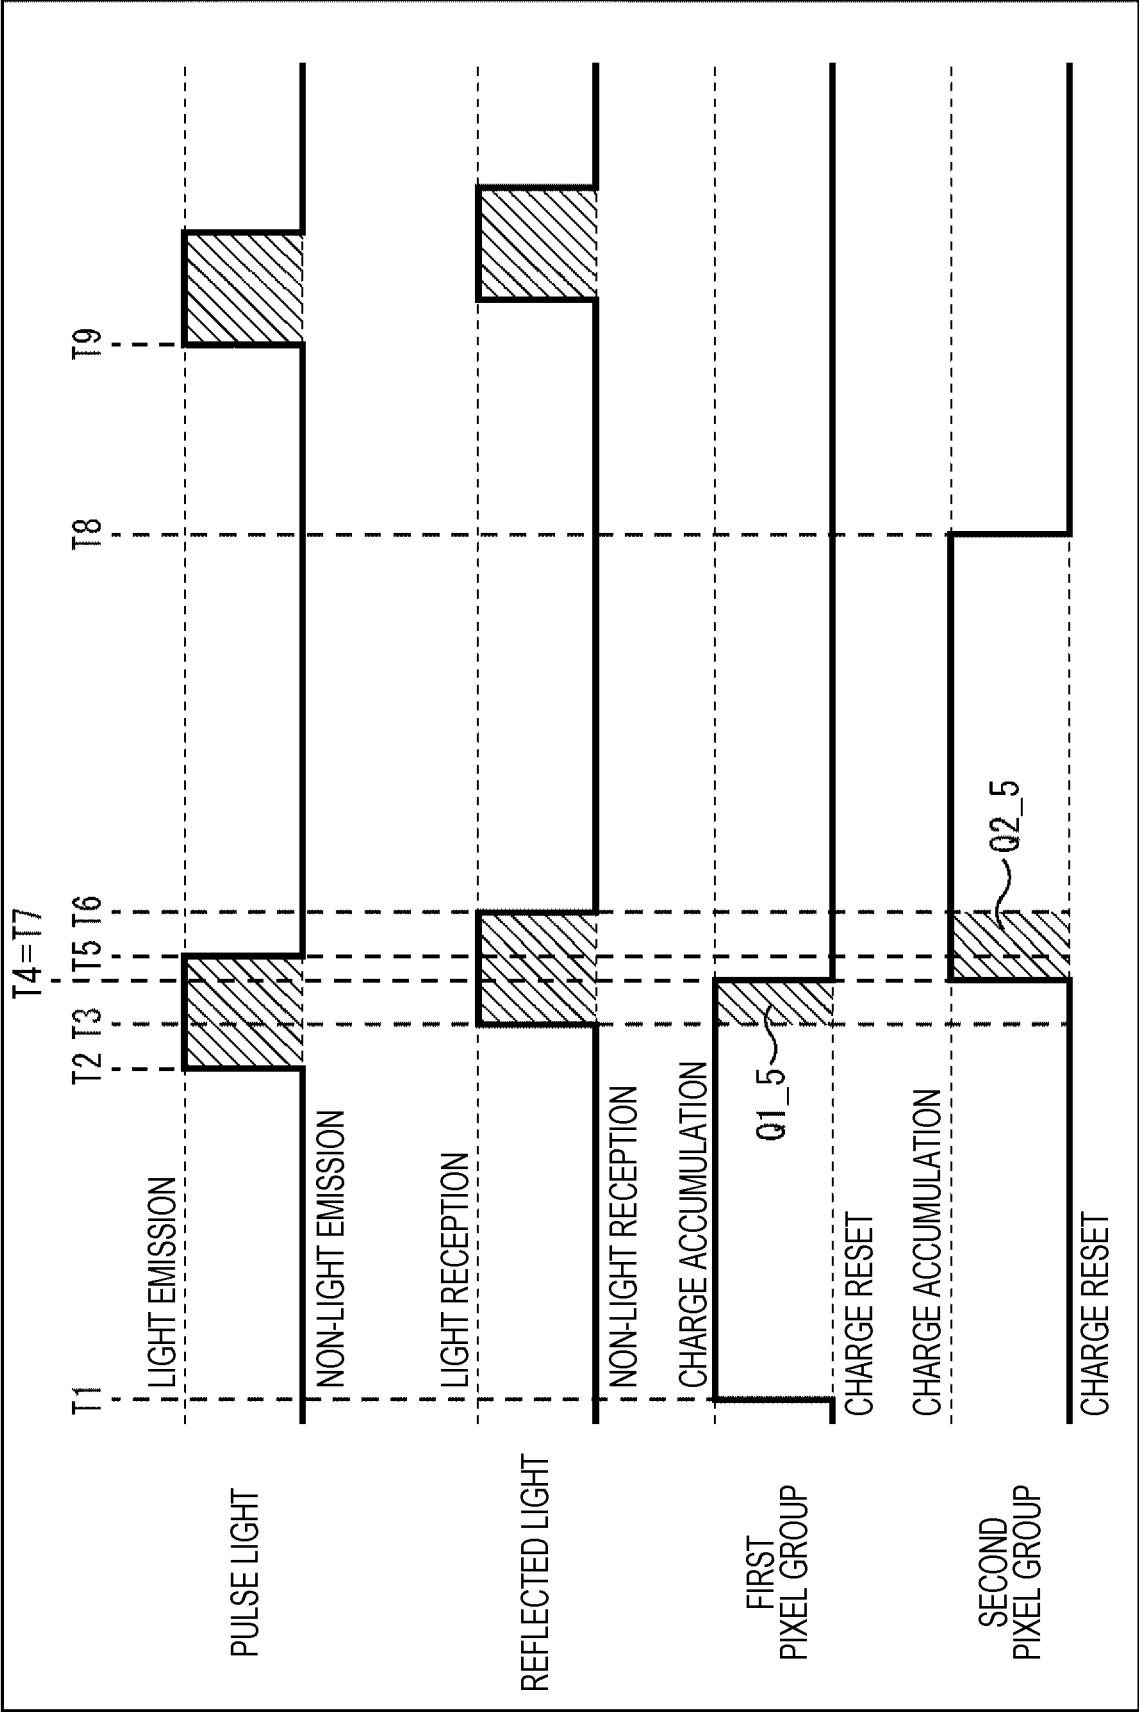 T4=T7
T1
T2
T3
T5
T6
T8
T9
PULSE LIGHT
LIGHT EMISSION
NON-LIGHT EMISSION
REFLECTED LIGHT
LIGHT RECEPTION
NON-LIGHT RECEPTION
FIRST
PIXEL GROUP
CHARGE ACCUMULATION
Q1_5
CHARGE RESET
SECOND
PIXEL GROUP
CHARGE ACCUMULATION
Q2_5
CHARGE RESET